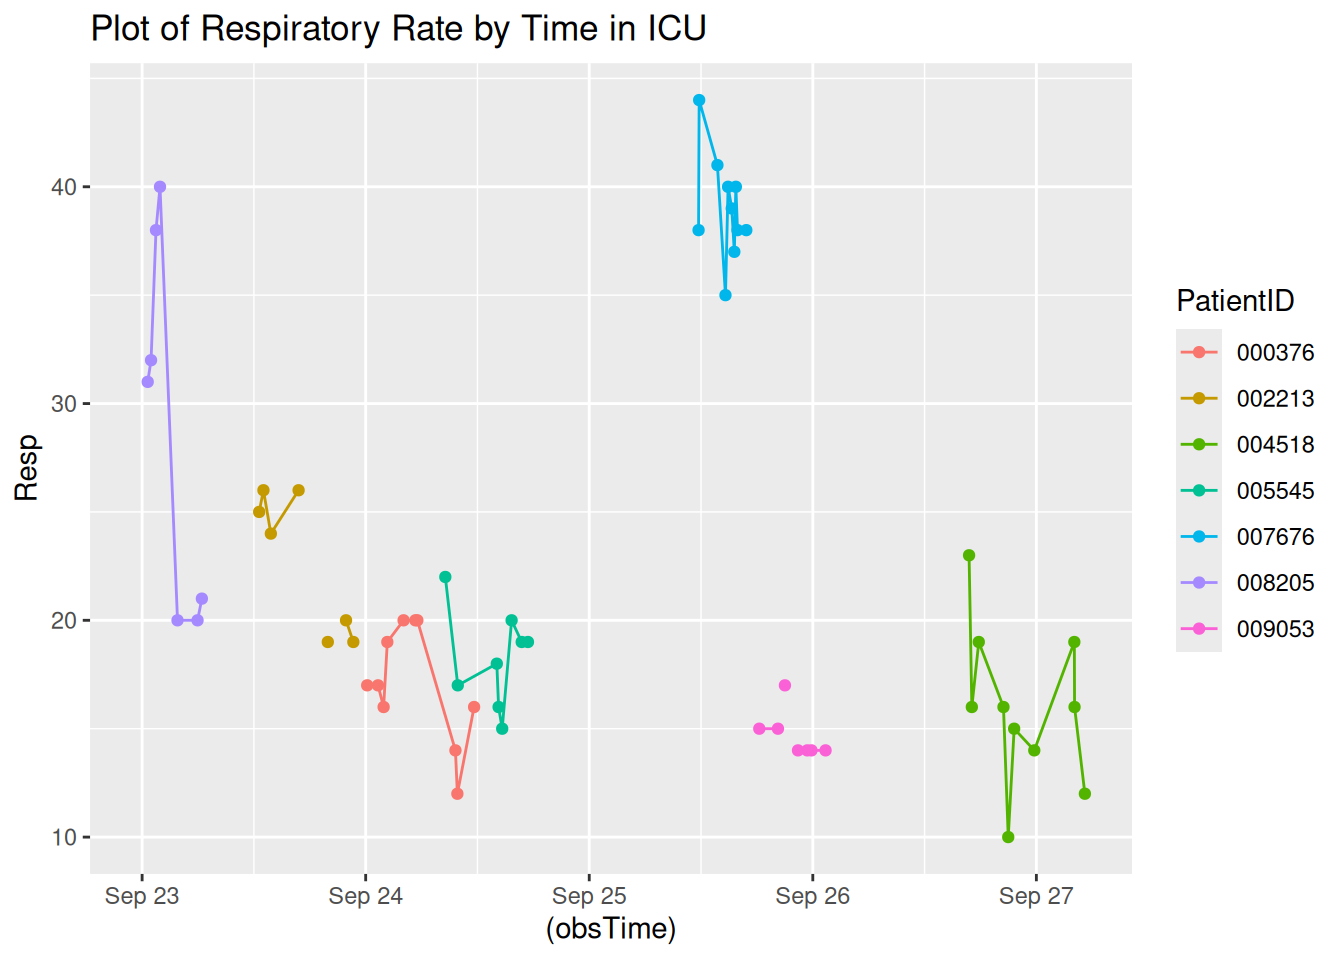 Plot of Respiratory Rate by Time in ICU
Resp
40
30
20
10
Sep 23
Sep 24
Sep 25
Sep 26
Sep 27
(obsTime)
PatientID
000376
002213
004518
005545
007676
008205
009053